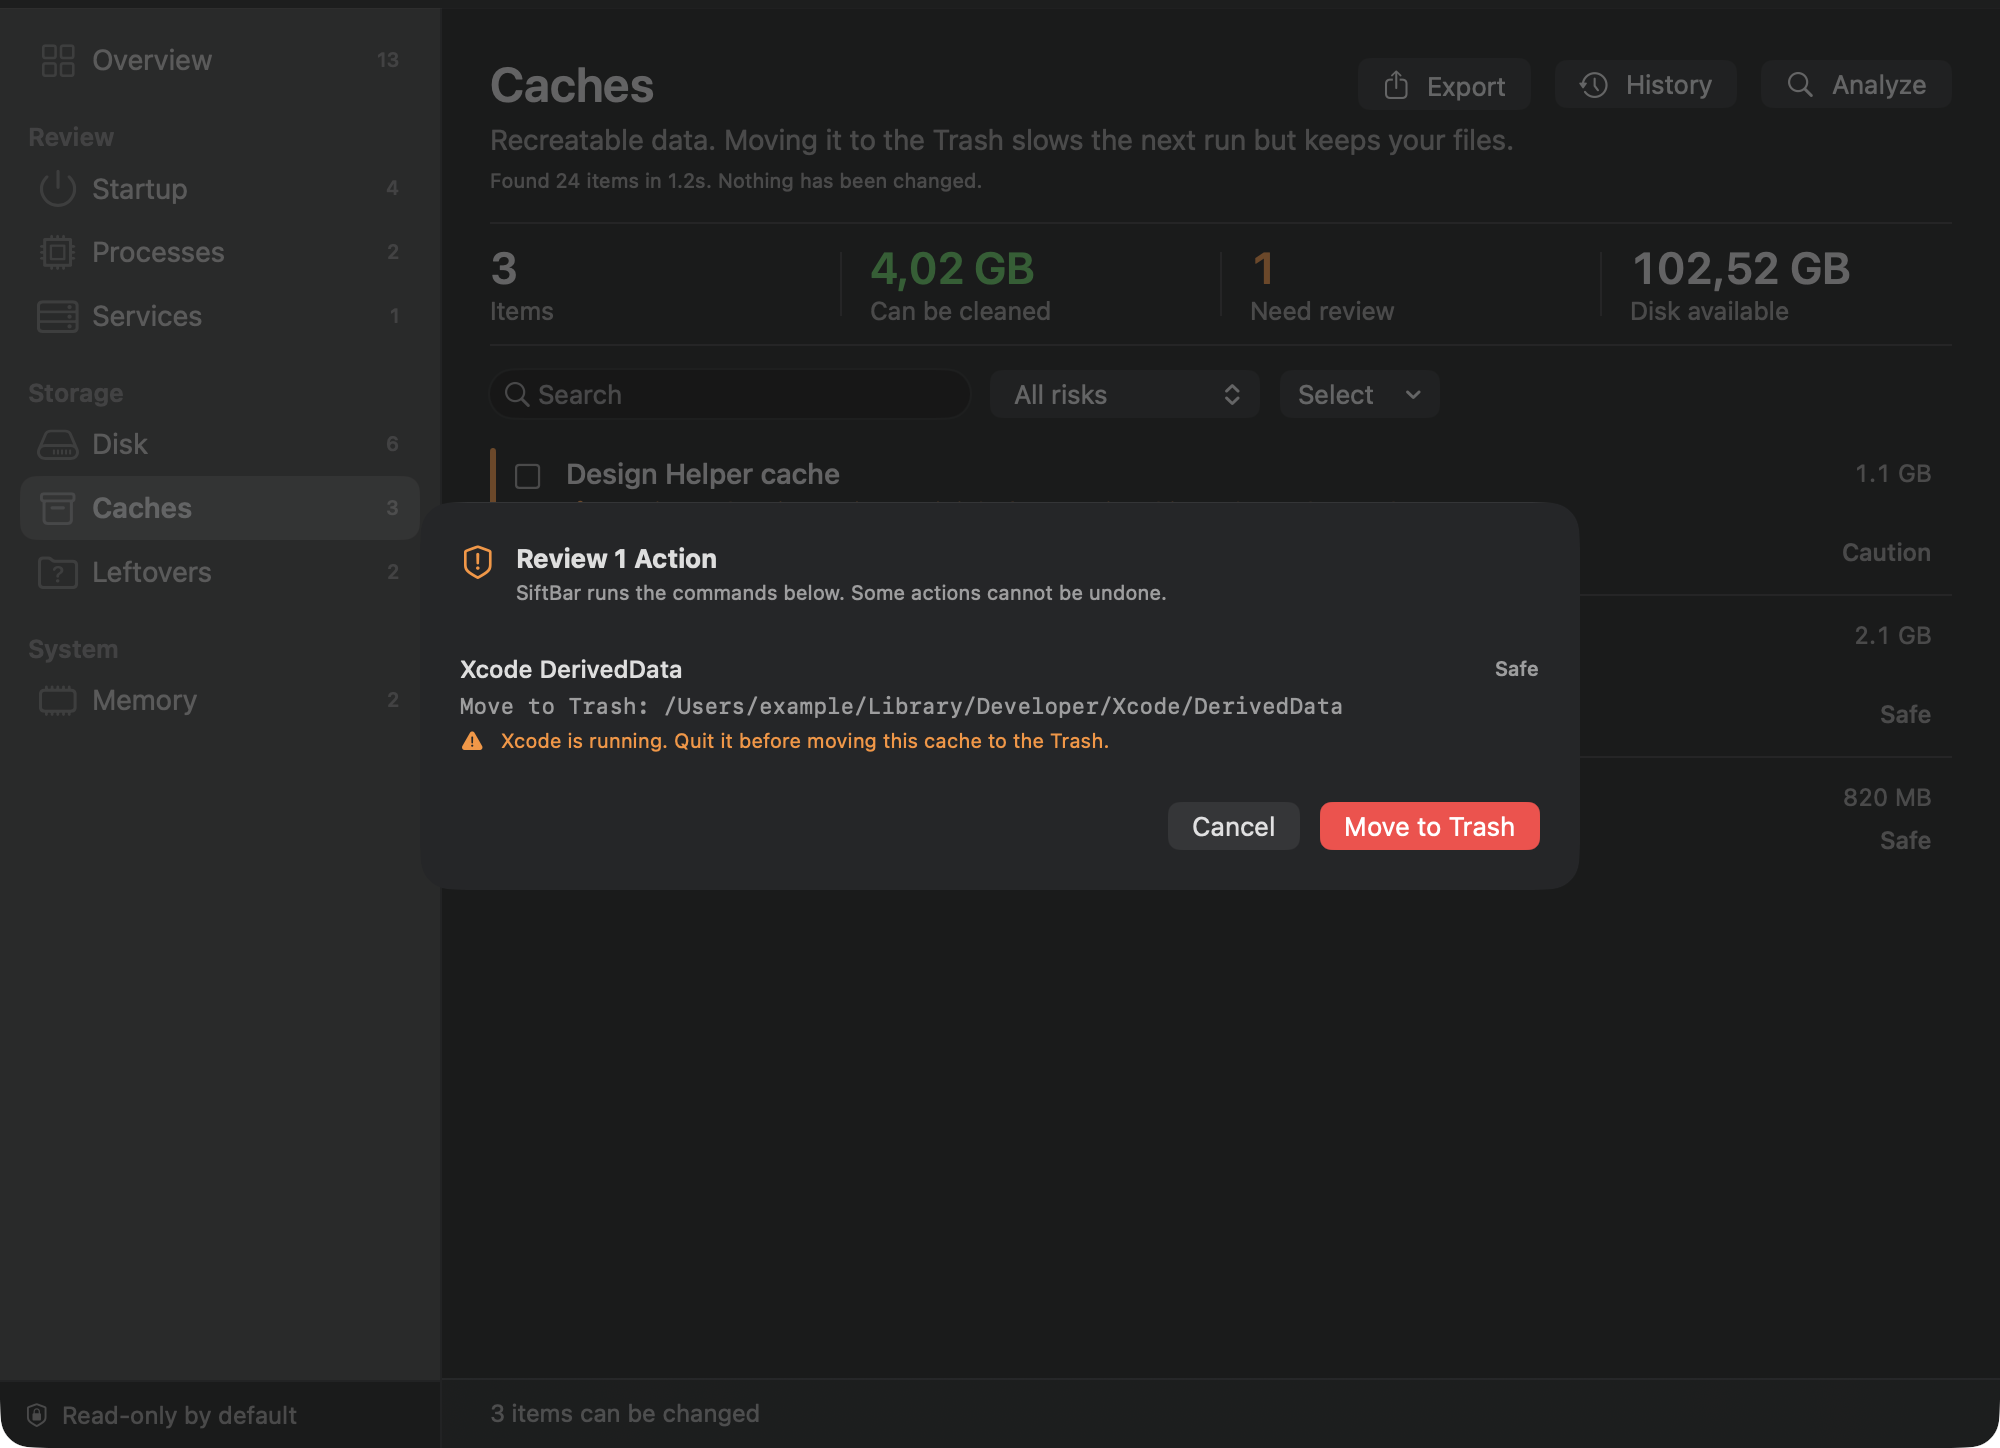 Overview 13
Review
Startup 4
Processes 2
Services 1
Storage
Disk 6
Caches 3
Leftovers 2
System
Memory 2
Read-only by default
Caches
Export
History
Analyze
Recreatable data. Moving it to the Trash slows the next run but keeps your files.
Found 24 items in 1.2s. Nothing has been changed.
3
Items
4,02 GB
Can be cleaned
1
Need review
102,52 GB
Disk available
Search
All risks
Select
Design Helper cache 1.1 GB
Caution
2.1 GB
Safe
820 MB
Safe
Review 1 Action
SiftBar runs the commands below. Some actions cannot be undone.
Xcode DerivedData Safe
Move to Trash: /Users/example/Library/Developer/Xcode/DerivedData
Xcode is running. Quit it before moving this cache to the Trash.
Cancel
Move to Trash
3 items can be changed